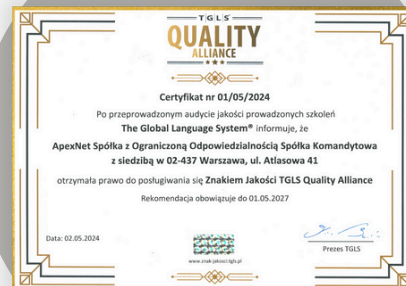 TGLS
QUALITY
ALLIANCE
Certyfikat nr 01/05/2024
Po przeprowadzonym audycie jakości prowadzonych szkoleń
The Global Language System® informuje, że
ApexNet Spółka z Ograniczoną Odpowiedzialnością Spółka Komandytowa
z siedzibą w 02-437 Warszawa, ul. Atlasowa 41
otrzymała prawo do posługiwania się Znakiem Jakości TGLS Quality Alliance
Rekomendacja obowiązuje do 01.05.2027
Data: 02.05.2024
www.znak-jakosci.tgls.pl
Prezes TGLS